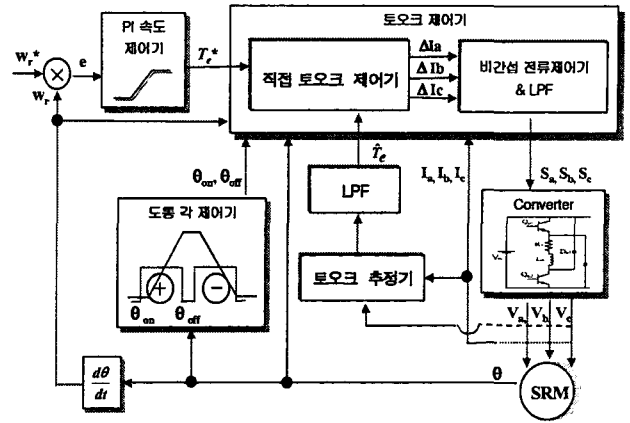 PI 속도
제어기
토오크 제어기
w_r*
e
T_e*
w_r
직접 토오크 제어기
ΔIa
ΔIb
ΔIc
비간섭 전류제어기
& LPF
θ_on, θ_off
T̂_e
I_a, I_b, I_c
S_a, S_b, S_c
LPF
Converter
도통 각 제어기
+
−
θ_on
θ_off
토오크 추정기
V_a, V_b, V_c
dθ
dt
θ
SRM